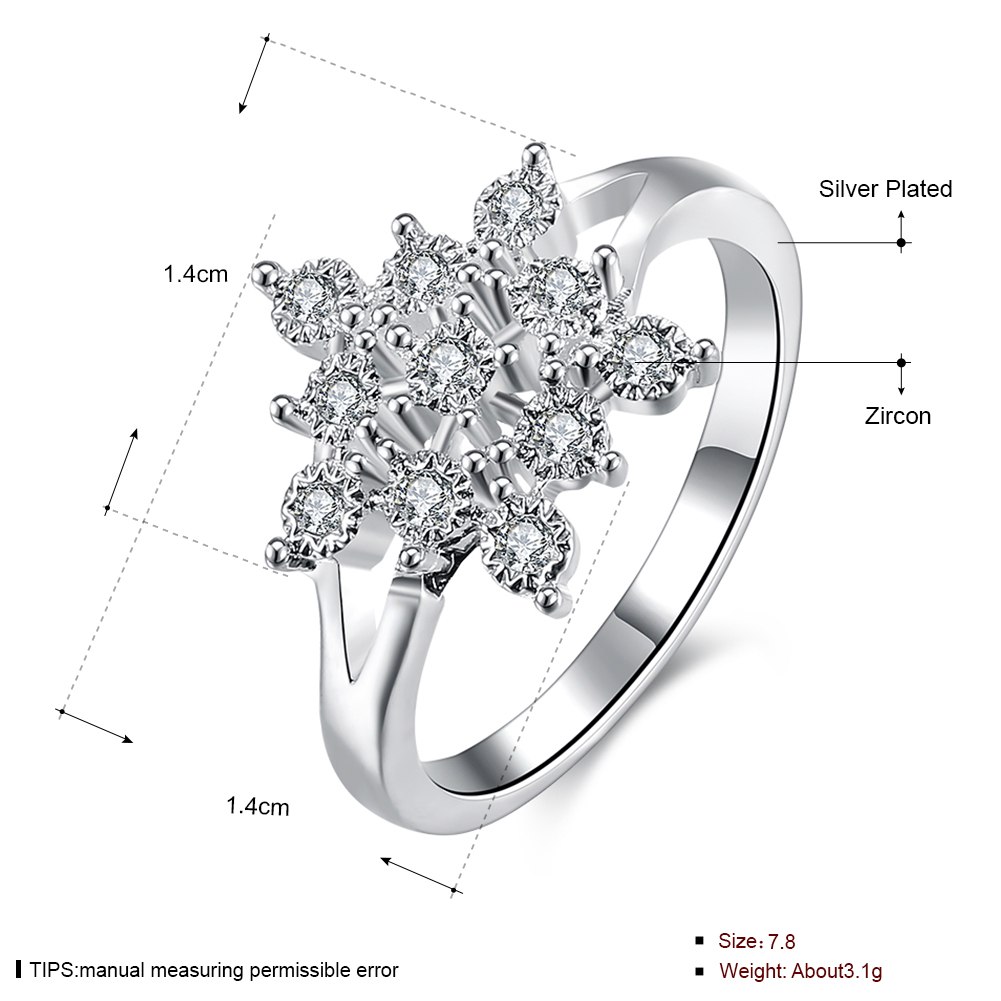 Silver Plated
1.4cm
Zircon
1.4cm
Size: 7.8
TIPS:manual measuring permissible error
Weight: About3.1g